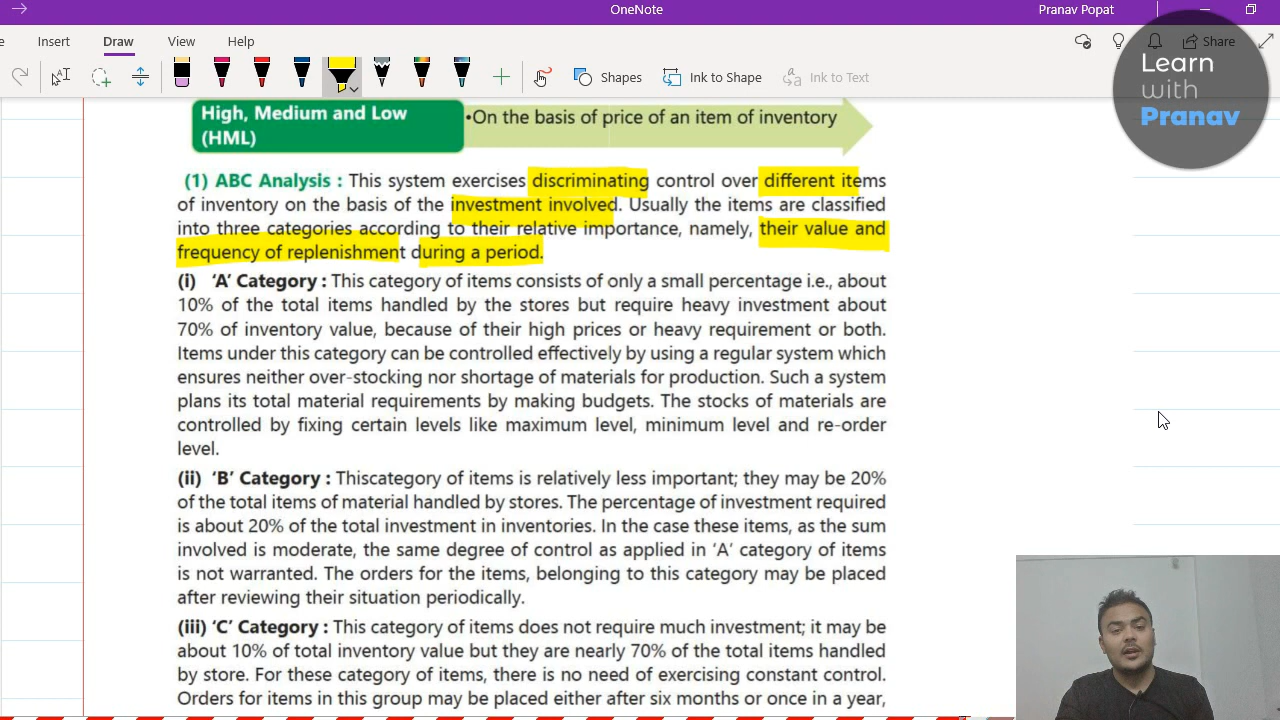 OneNote
Pranav Popat
Insert
Draw
View
Help
Share
Shapes
Ink to Shape
Ink to Text
Learn
with
Pranav
High, Medium and Low
(HML)
•On the basis of price of an item of inventory
(1) ABC Analysis : This system exercises discriminating control over different items
of inventory on the basis of the investment involved. Usually the items are classified
into three categories according to their relative importance, namely, their value and
frequency of replenishment during a period.
(i) ‘A’ Category : This category of items consists of only a small percentage i.e., about
10% of the total items handled by the stores but require heavy investment about
70% of inventory value, because of their high prices or heavy requirement or both.
Items under this category can be controlled effectively by using a regular system which
ensures neither over-stocking nor shortage of materials for production. Such a system
plans its total material requirements by making budgets. The stocks of materials are
controlled by fixing certain levels like maximum level, minimum level and re-order
level.
(ii) ‘B’ Category : Thiscategory of items is relatively less important; they may be 20%
of the total items of material handled by stores. The percentage of investment required
is about 20% of the total investment in inventories. In the case these items, as the sum
involved is moderate, the same degree of control as applied in ‘A’ category of items
is not warranted. The orders for the items, belonging to this category may be placed
after reviewing their situation periodically.
(iii) ‘C’ Category : This category of items does not require much investment; it may be
about 10% of total inventory value but they are nearly 70% of the total items handled
by store. For these category of items, there is no need of exercising constant control.
Orders for items in this group may be placed either after six months or once in a year,